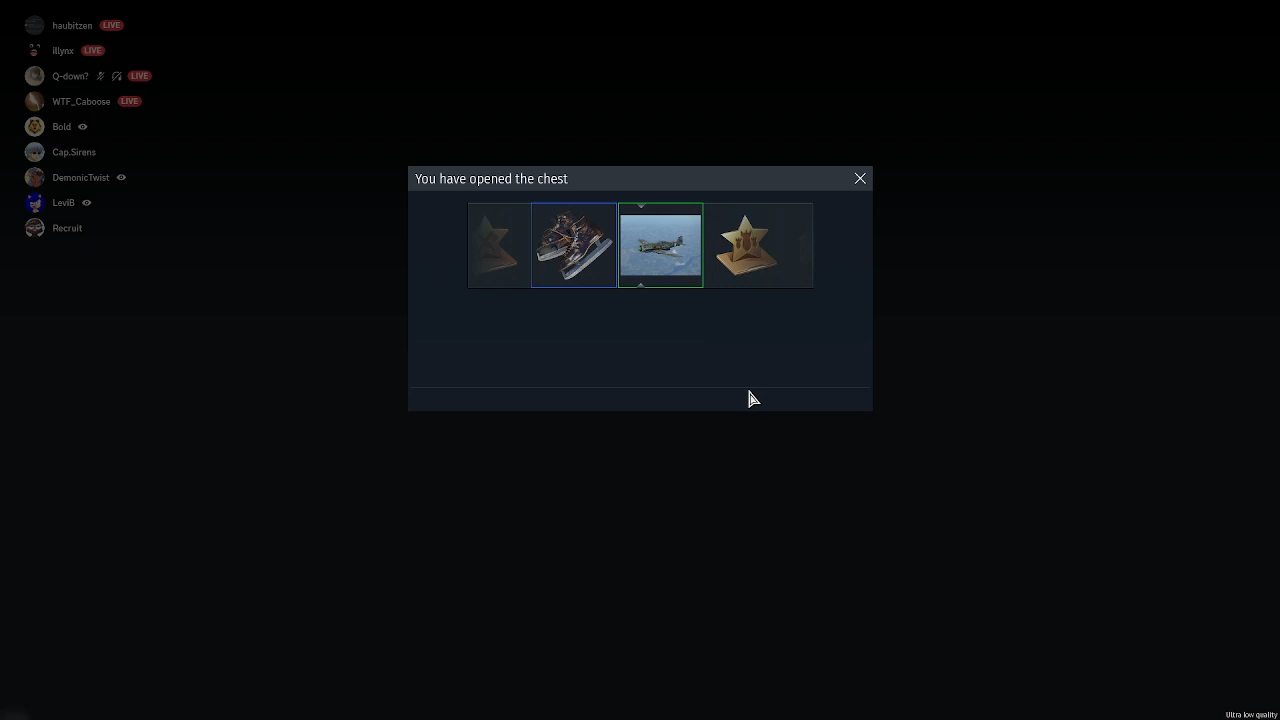 haubitzen LIVE
illynx LIVE
Q-down? LIVE
WTF_Caboose LIVE
Bold
Cap.Sirens
DemonicTwist
LeviB
Recruit
You have opened the chest
Ultra low quality